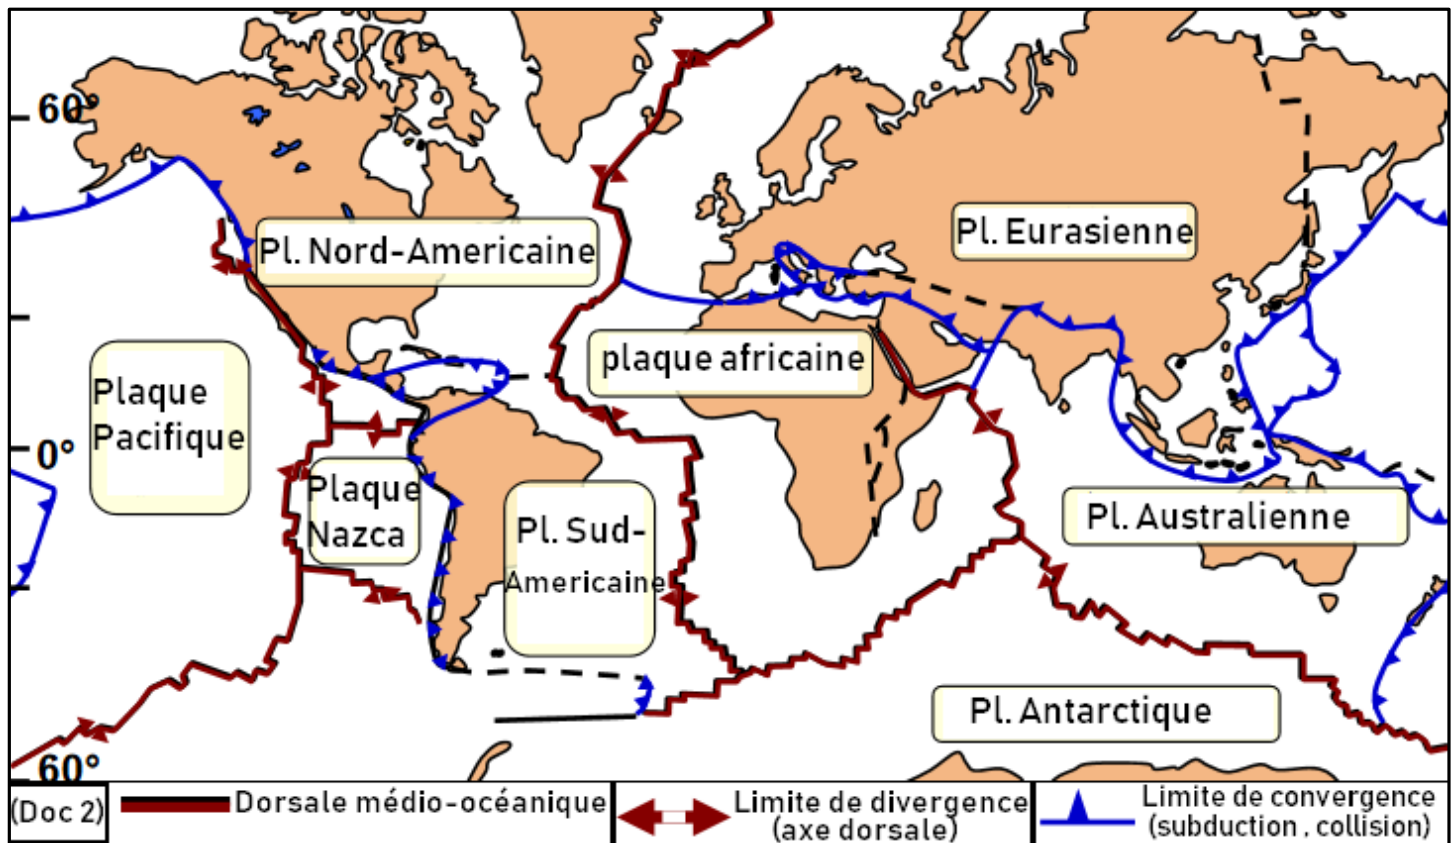 60°
Pl. Nord-Americaine
Pl. Eurasienne
plaque africaine
Plaque
Pacifique
0°
Plaque
Nazca
Pl. Sud-
Americaine
Pl. Australienne
Pl. Antarctique
60°
(Doc 2)
Dorsale médio-océanique
Limite de divergence
(axe dorsale)
Limite de convergence
(subduction , collision)